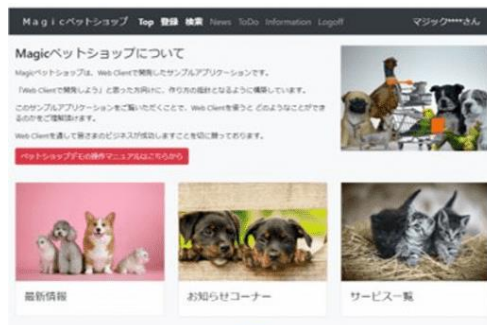 Magicペットショップ Top 登録 検索 News ToDo Information Logoff マジック****さん
Magicペットショップについて
Magicペットショップは、Web Clientで開発したサンプルアプリケーションです。
「Web Clientで開発しよう」と思った方向けに、作り方の指針となるように構築しています。
このサンプルアプリケーションをご覧いただくことで、Web Clientを使うと どのようなことができ
るのかをご理解頂けます。
Web Clientを通して皆さまのビジネスが成功しますことを切に願っております。
ペットショップデモの操作マニュアルはこちらから
最新情報 お知らせコーナー サービス一覧